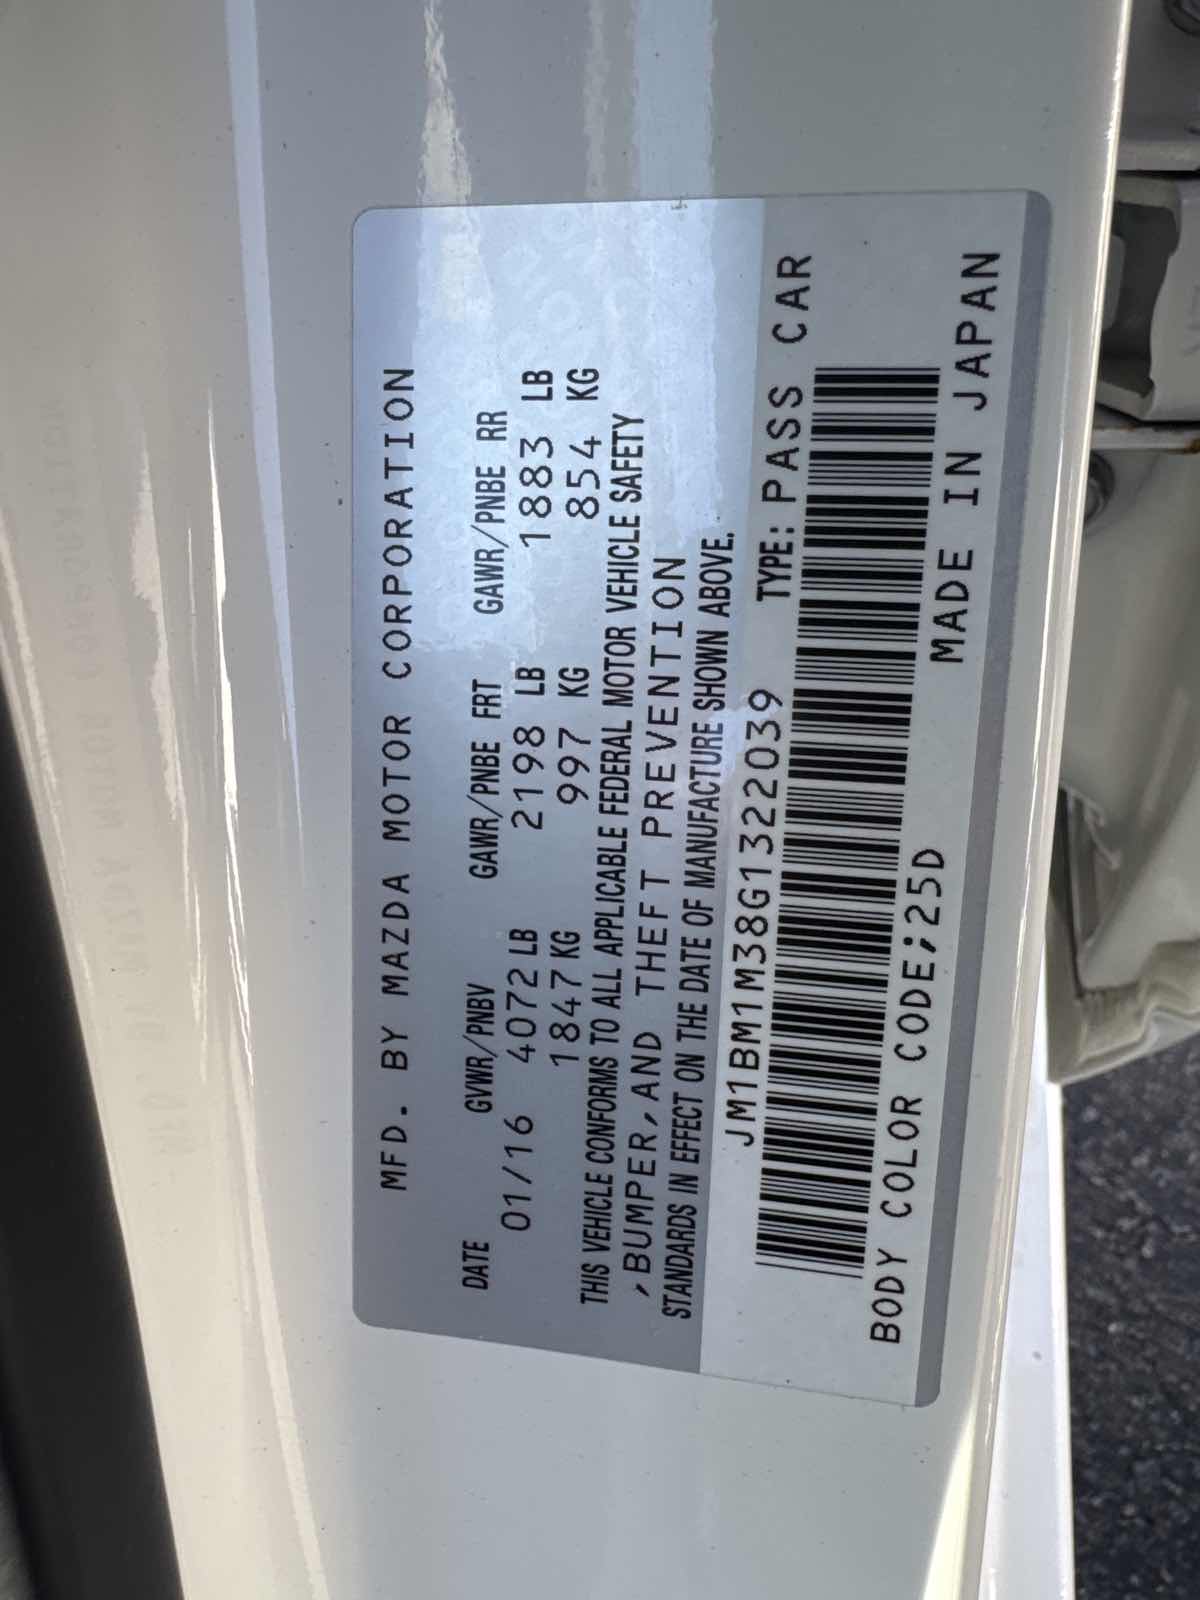 MFD. BY MAZDA MOTOR CORPORATION
DATE GVWR/PNBV GAWR/PNBE FRT GAWR/PNBE RR
01/16 4072 LB 2198 LB 1883 LB
1847 KG 997 KG 854 KG
THIS VEHICLE CONFORMS TO ALL APPLICABLE FEDERAL MOTOR VEHICLE SAFETY
,BUMPER,AND THEFT PREVENTION
STANDARDS IN EFFECT ON THE DATE OF MANUFACTURE SHOWN ABOVE.
JM1BM1M38G1322039 TYPE: PASS CAR
BODY COLOR CODE;25D MADE IN JAPAN